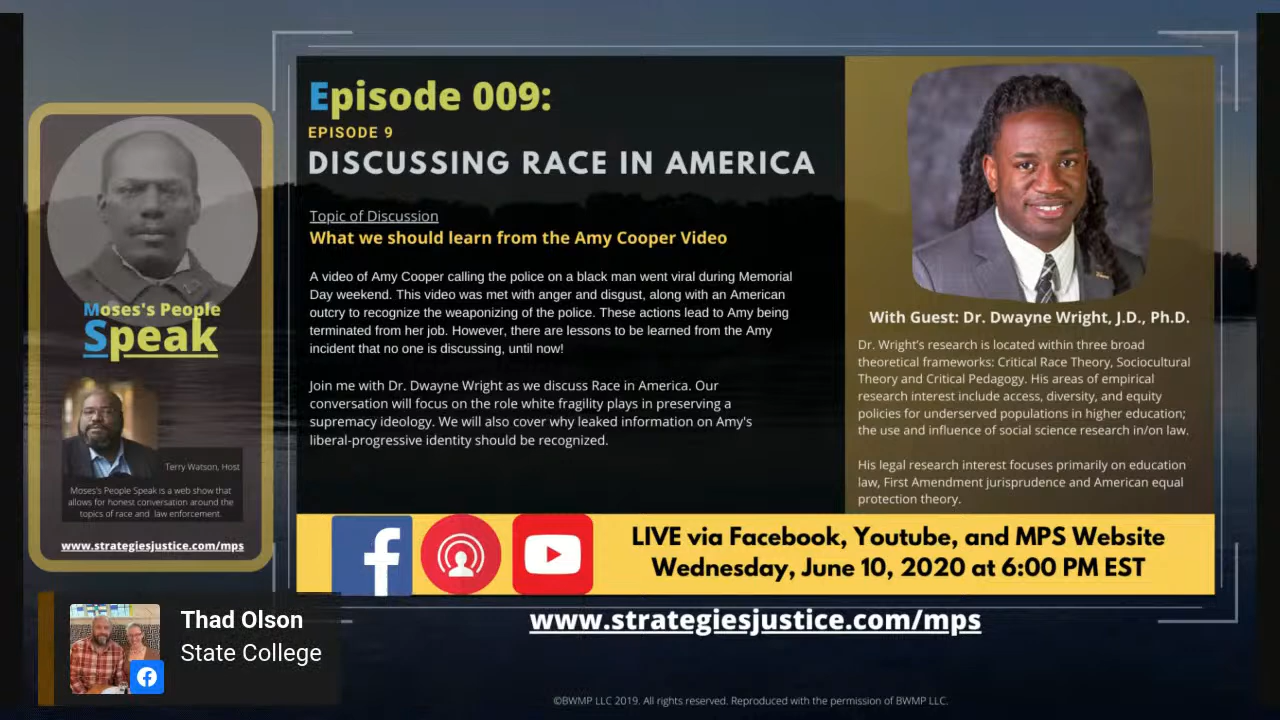 Moses's People
Speak
Terry Watson, Host
Moses's People Speak is a web show that
allows for honest conversation around the
topics of race and law enforcement.
www.strategiesjustice.com/mps
Episode 009:
EPISODE 9
DISCUSSING RACE IN AMERICA
Topic of Discussion
What we should learn from the Amy Cooper Video
A video of Amy Cooper calling the police on a black man went viral during Memorial
Day weekend. This video was met with anger and disgust, along with an American
outcry to recognize the weaponizing of the police. These actions lead to Amy being
terminated from her job. However, there are lessons to be learned from the Amy
incident that no one is discussing, until now!
Join me with Dr. Dwayne Wright as we discuss Race in America. Our
conversation will focus on the role white fragility plays in preserving a
supremacy ideology. We will also cover why leaked information on Amy's
liberal-progressive identity should be recognized.
With Guest: Dr. Dwayne Wright, J.D., Ph.D.
Dr. Wright's research is located within three broad
theoretical frameworks: Critical Race Theory, Sociocultural
Theory and Critical Pedagogy. His areas of empirical
research interest include access, diversity, and equity
policies for underserved populations in higher education;
the use and influence of social science research in/on law.
His legal research interest focuses primarily on education
law, First Amendment jurisprudence and American equal
protection theory.
LIVE via Facebook, Youtube, and MPS Website
Wednesday, June 10, 2020 at 6:00 PM EST
www.strategiesjustice.com/mps
Thad Olson
State College
©BWMP LLC 2019. All rights reserved. Reproduced with the permission of BWMP LLC.